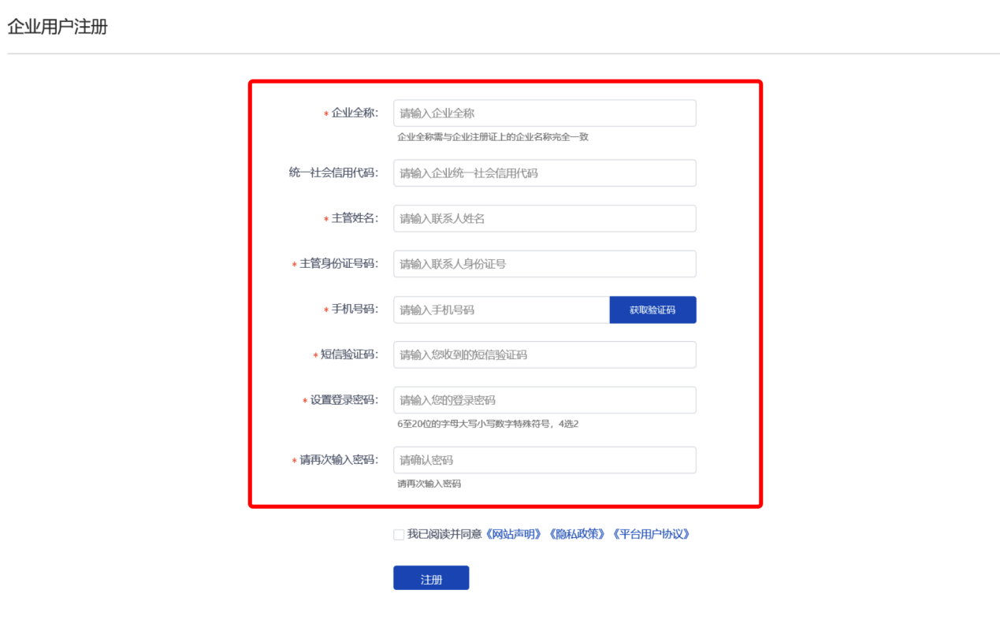 企业用户注册
* 企业全称： 请输入企业全称
企业全称需与企业注册证上的企业名称完全一致
统一社会信用代码： 请输入企业统一社会信用代码
* 主管姓名： 请输入联系人姓名
* 主管身份证号码： 请输入联系人身份证号
* 手机号码： 请输入手机号码 获取验证码
* 短信验证码： 请输入您收到的短信验证码
* 设置登录密码： 请输入您的登录密码
6至20位的字母大写小写数字特殊符号，4选2
* 请再次输入密码： 请确认密码
请再次输入密码
我已阅读并同意《网站声明》《隐私政策》《平台用户协议》
注册